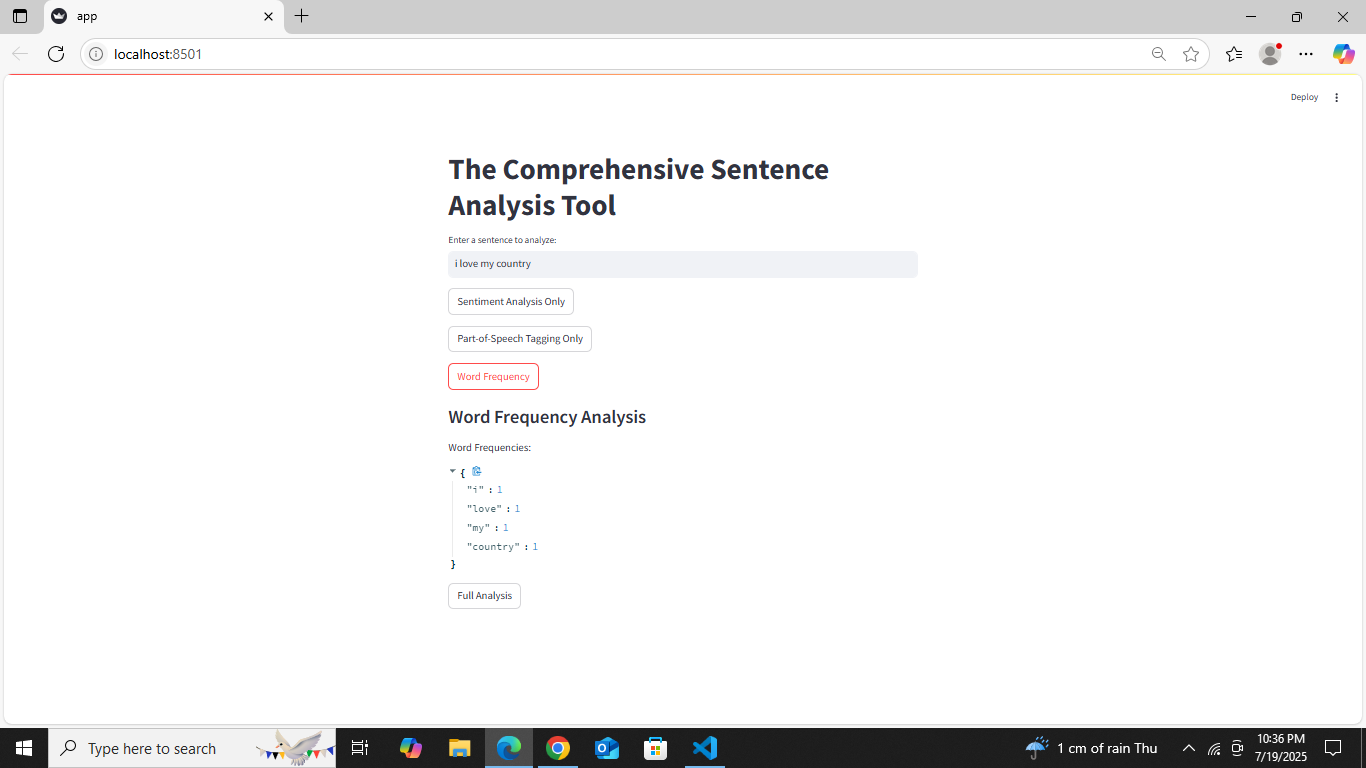 app
localhost:8501
Deploy
The Comprehensive Sentence
Analysis Tool
Enter a sentence to analyze:
i love my country
Sentiment Analysis Only
Part-of-Speech Tagging Only
Word Frequency
Word Frequency Analysis
Word Frequencies:
{
"i" : 1
"love" : 1
"my" : 1
"country" : 1
}
Full Analysis
Type here to search
1 cm of rain Thu
10:36 PM
7/19/2025